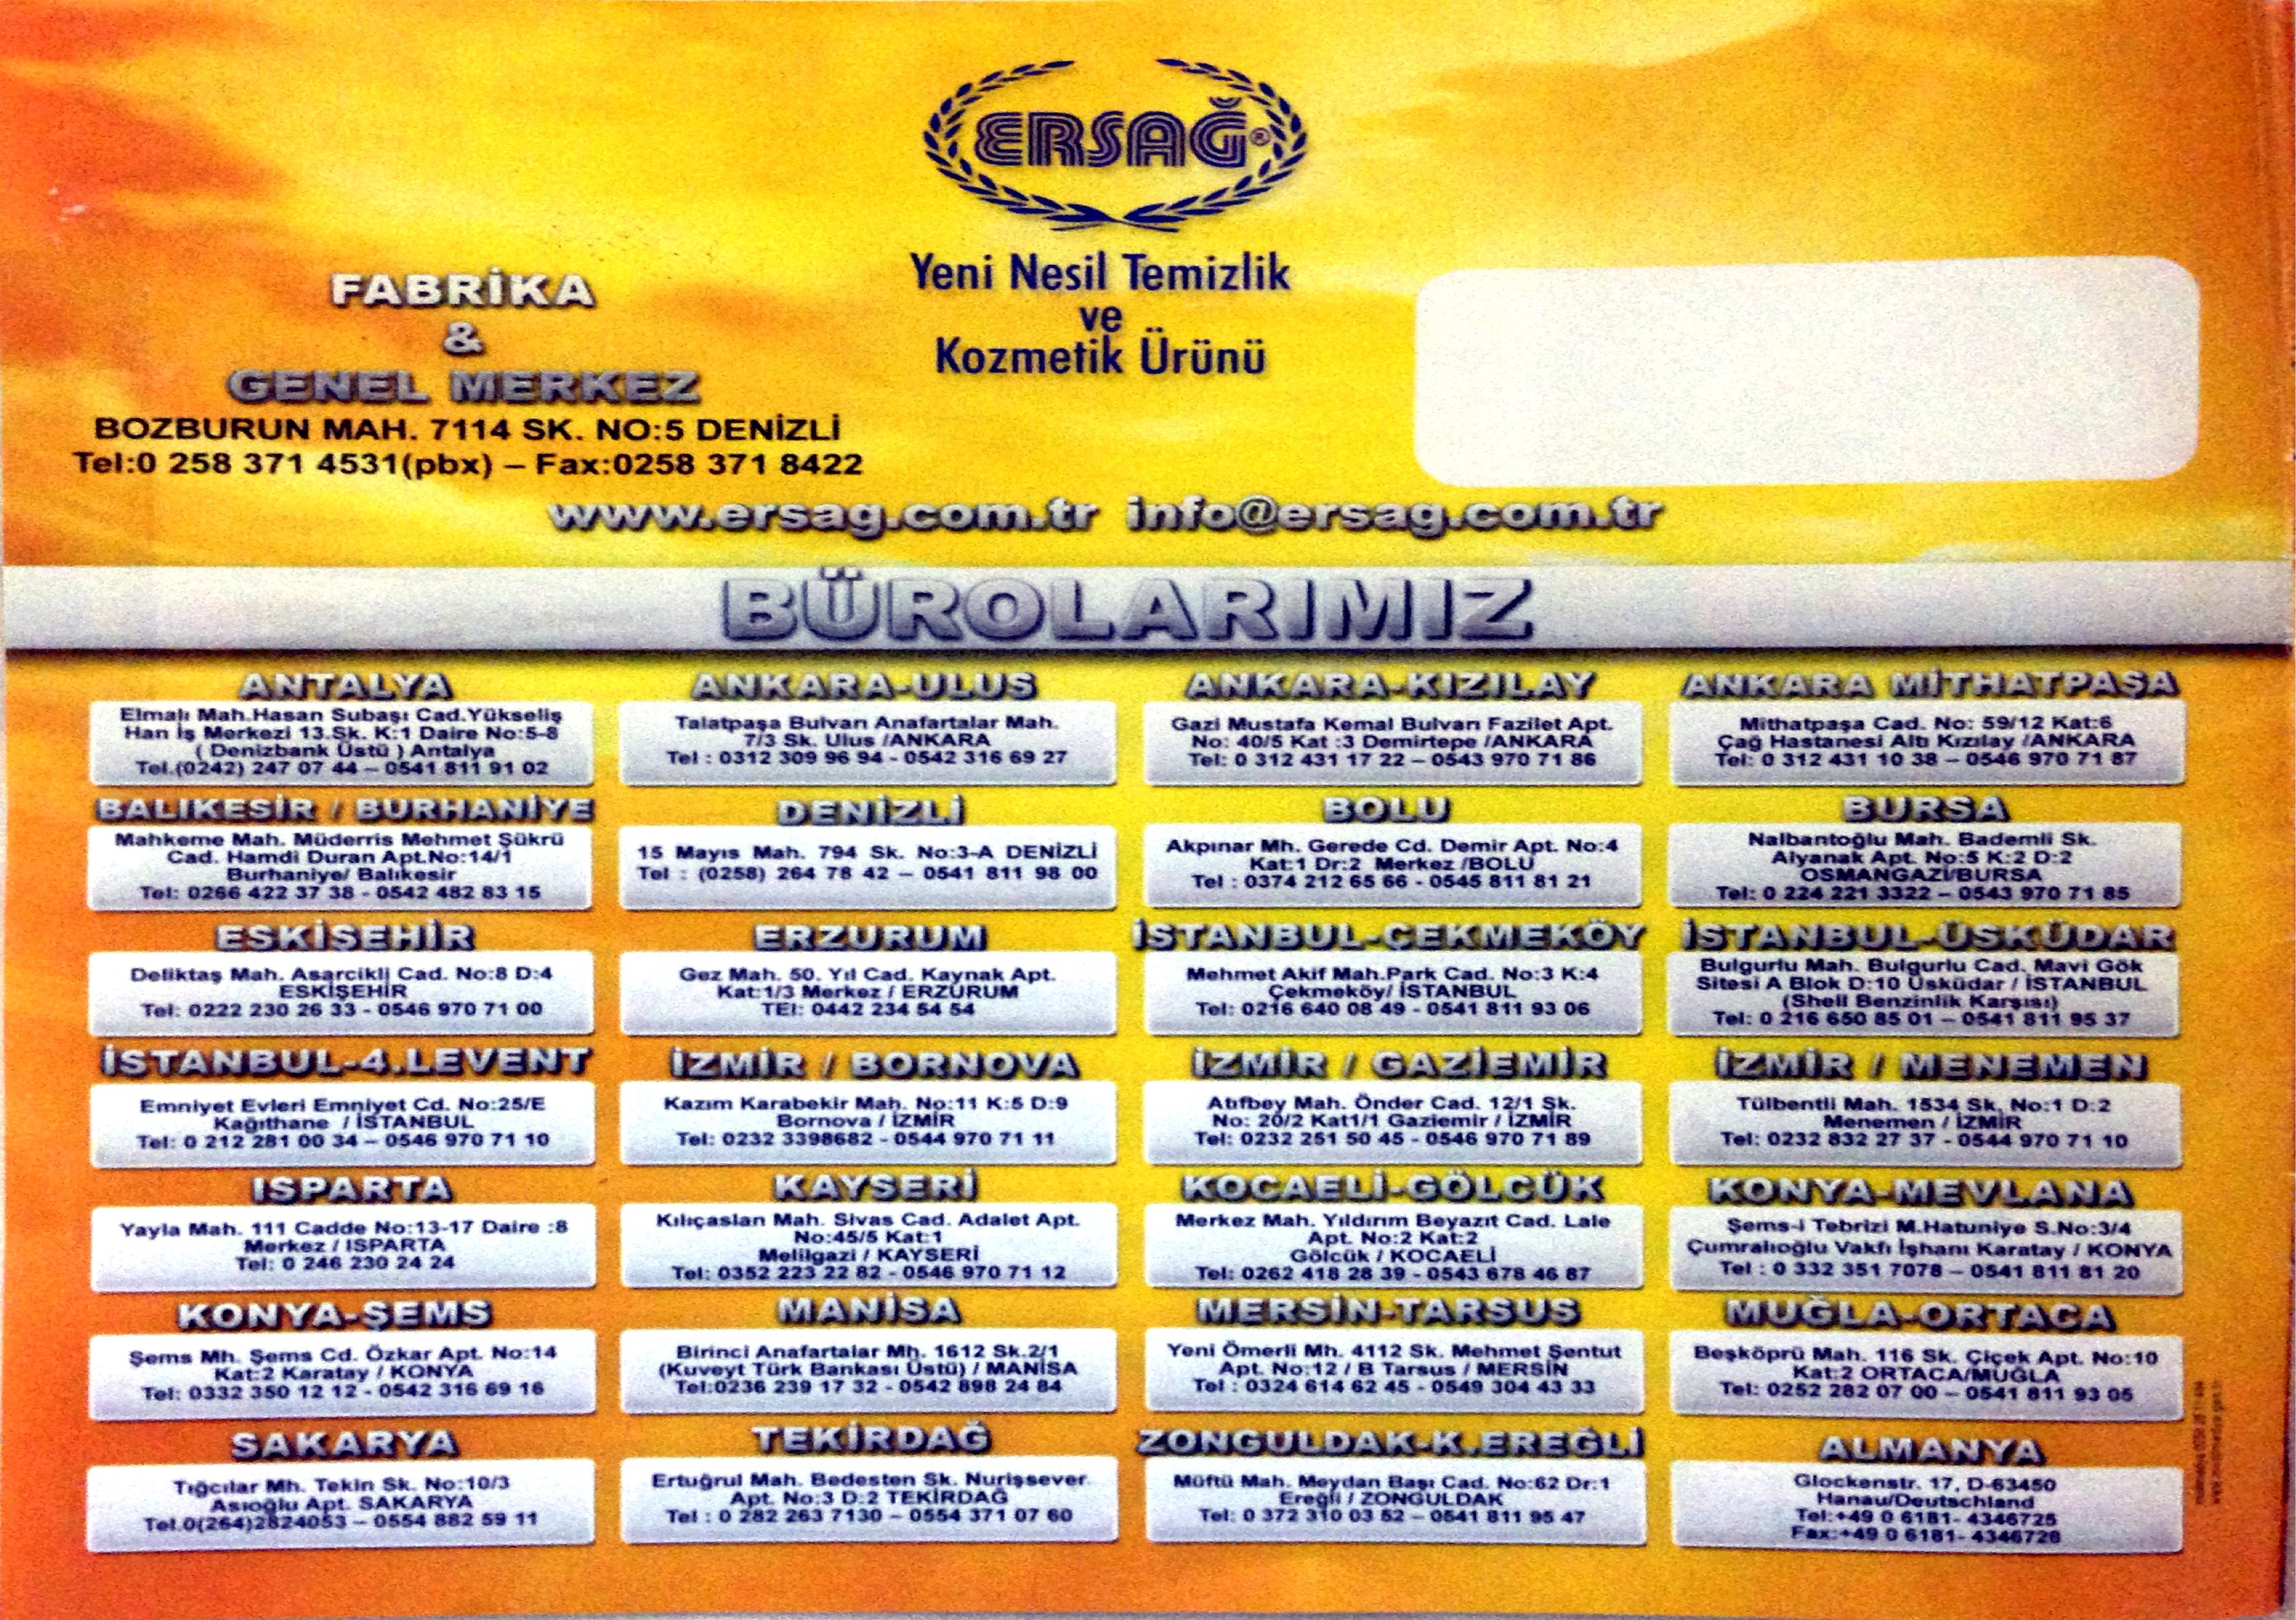 ERSAĞ®
Yeni Nesil Temizlik
ve
Kozmetik Ürünü
FABRİKA
&
GENEL MERKEZ
BOZBURUN MAH. 7114 SK. NO:5 DENİZLİ
Tel:0 258 371 4531(pbx) – Fax:0258 371 8422
www.ersag.com.tr info@ersag.com.tr
BÜROLARIMIZ
ANTALYA
Elmalı Mah.Hasan Subaşı Cad.Yükseliş
Han İş Merkezi 13.Sk. K:1 Daire No:5-8
( Denizbank Üstü ) Antalya
Tel.(0242) 247 07 44 – 0541 811 91 02
ANKARA-ULUS
Talatpaşa Bulvarı Anafartalar Mah.
7/3 Sk. Ulus /ANKARA
Tel : 0312 309 96 94 - 0542 316 69 27
ANKARA-KIZILAY
Gazi Mustafa Kemal Bulvarı Fazilet Apt.
No: 40/5 Kat :3 Demirtepe /ANKARA
Tel: 0 312 431 17 22 – 0543 970 71 86
ANKARA MİTHATPAŞA
Mithatpaşa Cad. No: 59/12 Kat:6
Çağ Hastanesi Altı Kızılay /ANKARA
Tel: 0 312 431 10 38 – 0546 970 71 87
BALIKESİR / BURHANİYE
Mahkeme Mah. Müderris Mehmet Şükrü
Cad. Hamdi Duran Apt.No:14/1
Burhaniye/ Balıkesir
Tel: 0266 422 37 38 - 0542 482 83 15
DENİZLİ
15 Mayıs Mah. 794 Sk. No:3-A DENİZLİ
Tel : (0258) 264 78 42 – 0541 811 98 00
BOLU
Akpınar Mh. Gerede Cd. Demir Apt. No:4
Kat:1 Dr:2 Merkez /BOLU
Tel : 0374 212 65 66 - 0545 811 81 21
BURSA
Nalbantoğlu Mah. Bademli Sk.
Alyanak Apt. No:5 K:2 D:2
OSMANGAZİ/BURSA
Tel: 0 224 221 3322 – 0543 970 71 85
ESKİŞEHİR
Deliktaş Mah. Asarcikli Cad. No:8 D:4
ESKİŞEHİR
Tel: 0222 230 26 33 - 0546 970 71 00
ERZURUM
Gez Mah. 50. Yıl Cad. Kaynak Apt.
Kat:1/3 Merkez / ERZURUM
TEl: 0442 234 54 54
İSTANBUL-ÇEKMEKÖY
Mehmet Akif Mah.Park Cad. No:3 K:4
Çekmeköy/ İSTANBUL
Tel: 0216 640 08 49 - 0541 811 93 06
İSTANBUL-ÜSKÜDAR
Bulgurlu Mah. Bulgurlu Cad. Mavi Gök
Sitesi A Blok D:10 Üsküdar / İSTANBUL
(Shell Benzinlik Karşısı)
Tel: 0 216 650 85 01 – 0541 811 95 37
İSTANBUL-4.LEVENT
Emniyet Evleri Emniyet Cd. No:25/E
Kağıthane / İSTANBUL
Tel: 0 212 281 00 34 – 0546 970 71 10
İZMİR / BORNOVA
Kazım Karabekir Mah. No:11 K:5 D:9
Bornova / İZMİR
Tel: 0232 3398682 - 0544 970 71 11
İZMİR / GAZİEMİR
Atıfbey Mah. Önder Cad. 12/1 Sk.
No: 20/2 Kat1/1 Gaziemir / İZMİR
Tel: 0232 251 50 45 - 0546 970 71 89
İZMİR / MENEMEN
Tülbentli Mah. 1534 Sk. No:1 D:2
Menemen / İZMİR
Tel: 0232 832 27 37 - 0544 970 71 10
ISPARTA
Yayla Mah. 111 Cadde No:13-17 Daire :8
Merkez / ISPARTA
Tel: 0 246 230 24 24
KAYSERİ
Kılıçaslan Mah. Sivas Cad. Adalet Apt.
No:45/5 Kat:1
Melilgazi / KAYSERİ
Tel: 0352 223 22 82 - 0546 970 71 12
KOCAELİ-GÖLCÜK
Merkez Mah. Yıldırım Beyazıt Cad. Lale
Apt. No:2 Kat:2
Gölcük / KOCAELİ
Tel: 0262 418 28 39 - 0543 678 46 87
KONYA-MEVLANA
Şems-i Tebrizi M.Hatuniye S.No:3/4
Çumralıoğlu Vakfı İşhanı Karatay / KONYA
Tel : 0 332 351 7078 – 0541 811 81 20
KONYA-ŞEMS
Şems Mh. Şems Cd. Özkar Apt. No:14
Kat:2 Karatay / KONYA
Tel: 0332 350 12 12 - 0542 316 69 16
MANİSA
Birinci Anafartalar Mh. 1612 Sk.2/1
(Kuveyt Türk Bankası Üstü) / MANİSA
Tel:0236 239 17 32 - 0542 898 24 84
MERSİN-TARSUS
Yeni Ömerli Mh. 4112 Sk. Mehmet Şentut
Apt. No:12 / B Tarsus / MERSİN
Tel : 0324 614 62 45 - 0549 304 43 33
MUĞLA-ORTACA
Beşköprü Mah. 116 Sk. Çiçek Apt. No:10
Kat:2 ORTACA/MUĞLA
Tel: 0252 282 07 00 – 0541 811 93 05
SAKARYA
Tığcılar Mh. Tekin Sk. No:10/3
Asıoğlu Apt. SAKARYA
Tel.0(264)2824053 – 0554 882 59 11
TEKİRDAĞ
Ertuğrul Mah. Bedesten Sk. Nurişsever
Apt. No:3 D:2 TEKİRDAĞ
Tel : 0 282 263 7130 – 0554 371 07 60
ZONGULDAK-K.EREĞLİ
Müftü Mah. Meydan Başı Cad. No:62 Dr:1
Ereğli / ZONGULDAK
Tel: 0 372 310 03 52 – 0541 811 95 47
ALMANYA
Glockenstr. 17, D-63450
Hanau/Deutschland
Tel:+49 0 6181- 4346725
Fax:+49 0 6181- 4346726